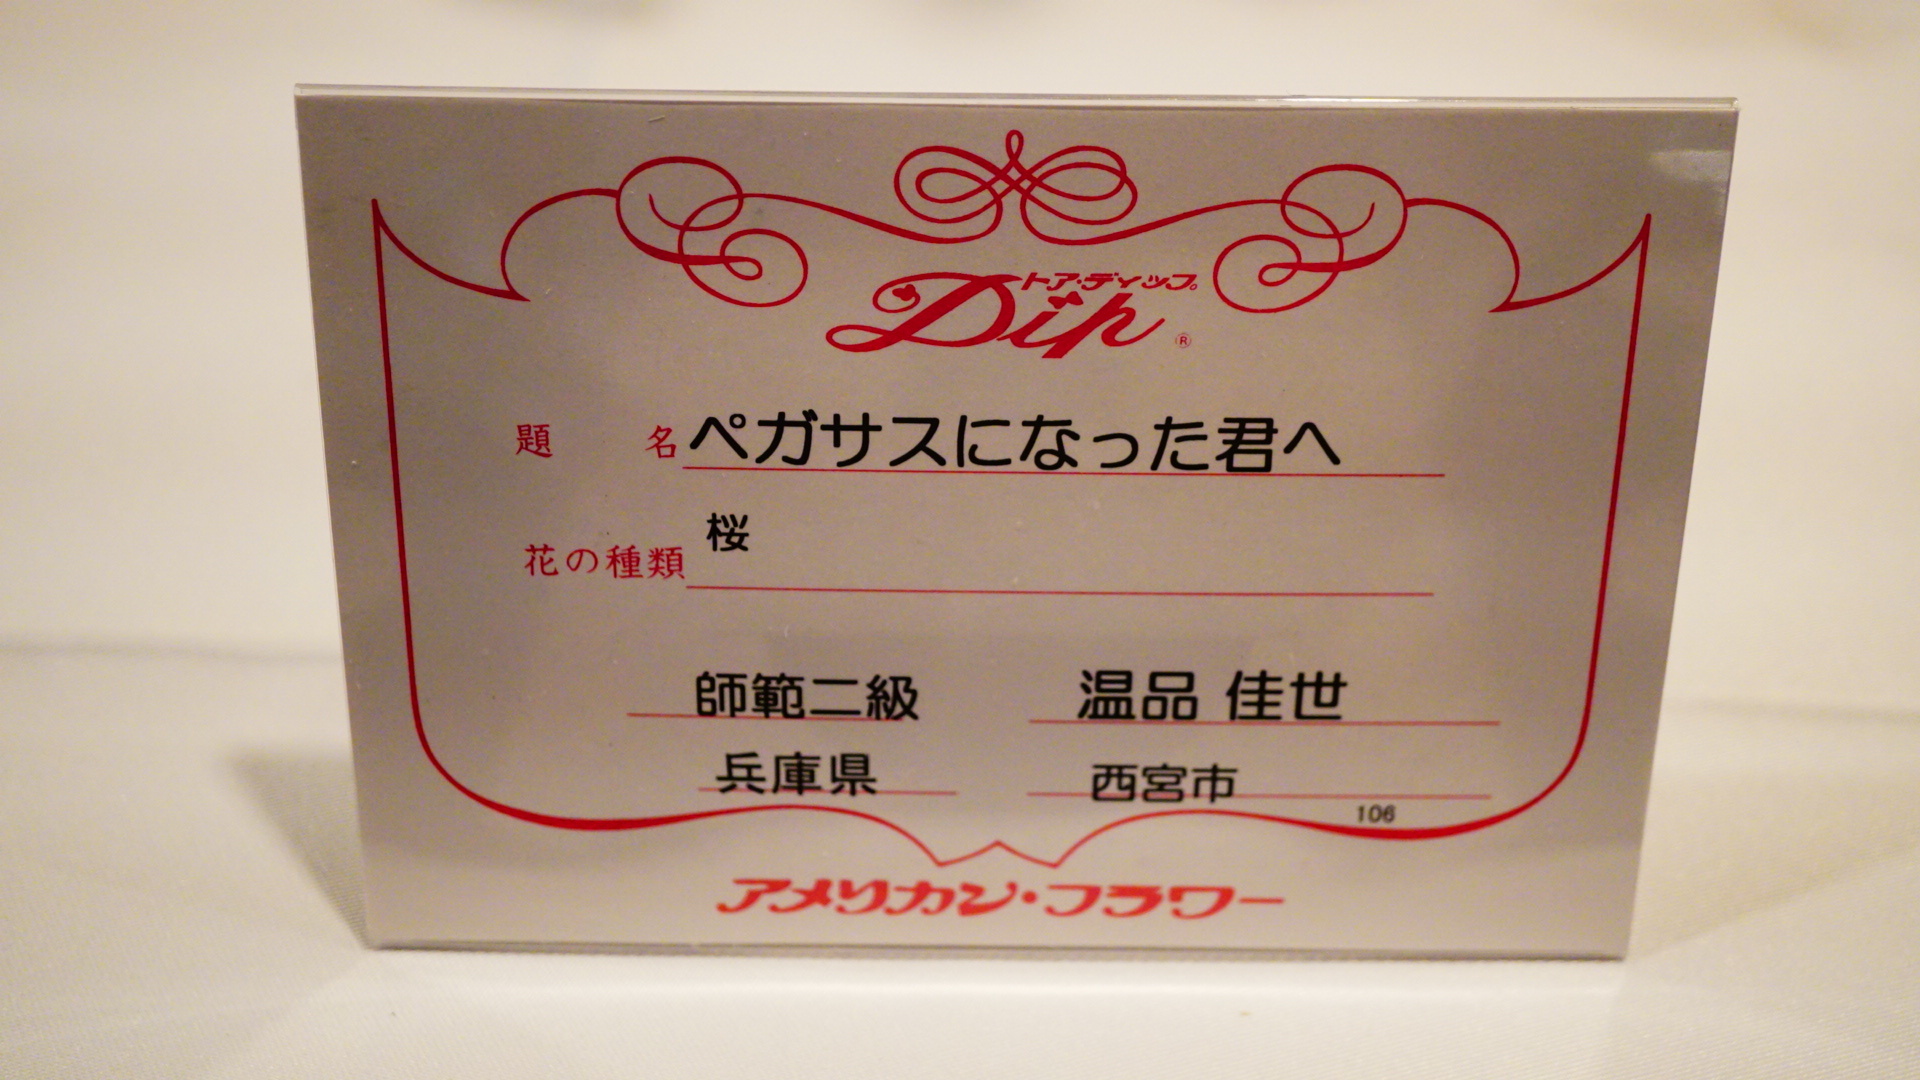 トア・ディップ
Dip ®
題 名 ペガサスになった君へ
花の種類 桜
師範二級 温品 佳世
兵庫県 西宮市
106
アメリカン・フラワー